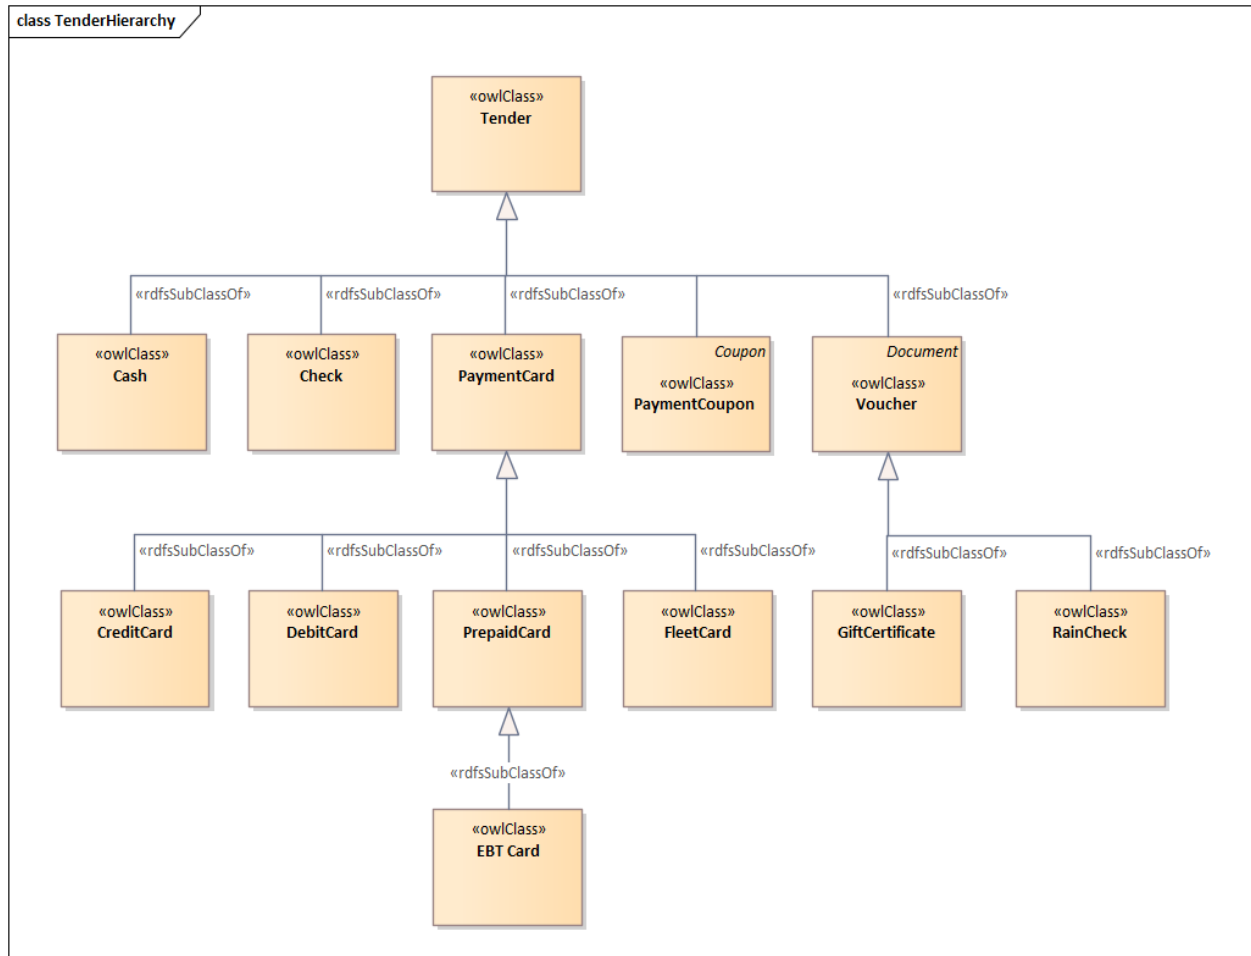 class TenderHierarchy
«owlClass»
Tender
«rdfsSubClassOf» «rdfsSubClassOf» «rdfsSubClassOf» «rdfsSubClassOf»
«owlClass»
Cash
«owlClass»
Check
«owlClass»
PaymentCard
Coupon
«owlClass»
PaymentCoupon
Document
«owlClass»
Voucher
«rdfsSubClassOf» «rdfsSubClassOf» «rdfsSubClassOf» «rdfsSubClassOf» «rdfsSubClassOf» «rdfsSubClassOf»
«owlClass»
CreditCard
«owlClass»
DebitCard
«owlClass»
PrepaidCard
«owlClass»
FleetCard
«owlClass»
GiftCertificate
«owlClass»
RainCheck
«rdfsSubClassOf»
«owlClass»
EBT Card